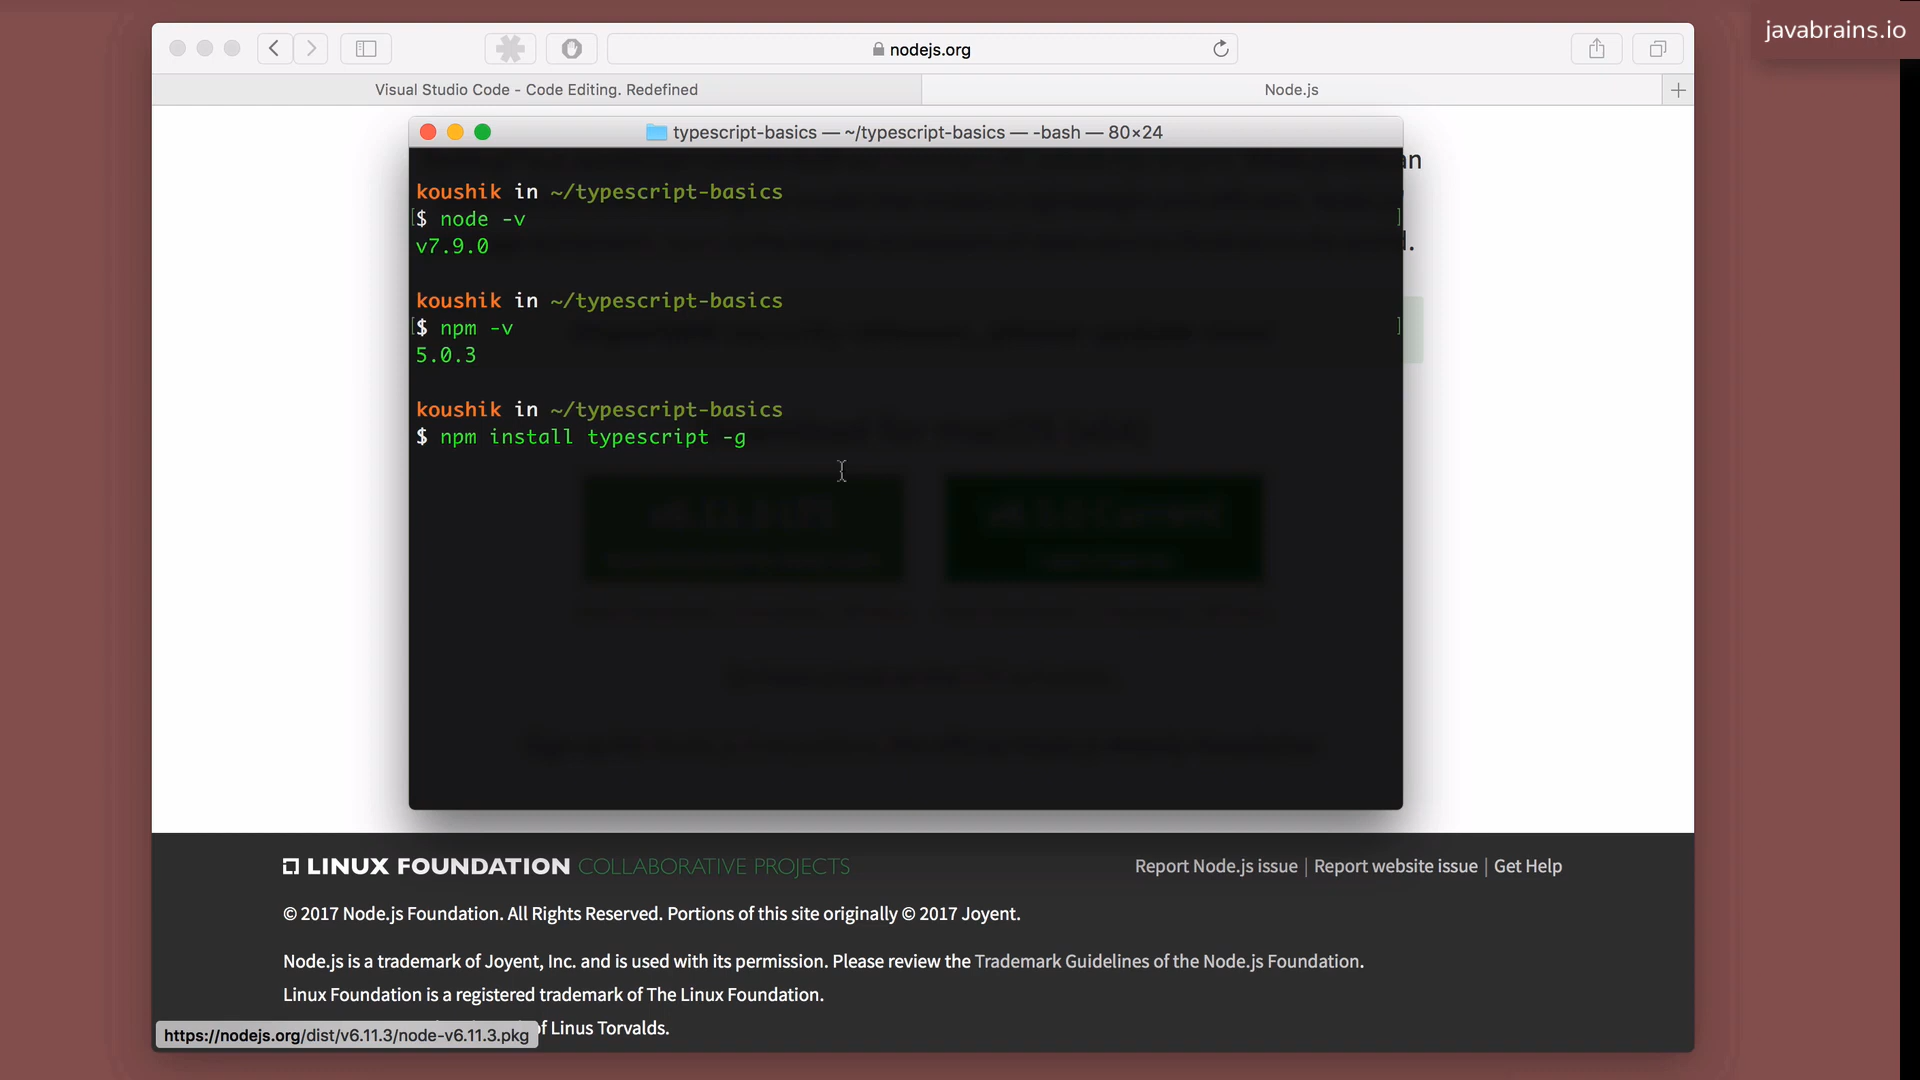 javabrains.io
nodejs.org
Visual Studio Code - Code Editing. Redefined
Node.js
typescript-basics — ~/typescript-basics — -bash — 80×24
koushik in ~/typescript-basics
$ node -v
v7.9.0
koushik in ~/typescript-basics
$ npm -v
5.0.3
koushik in ~/typescript-basics
$ npm install typescript -g
LINUX FOUNDATION COLLABORATIVE PROJECTS
Report Node.js issue | Report website issue | Get Help
© 2017 Node.js Foundation. All Rights Reserved. Portions of this site originally © 2017 Joyent.
Node.js is a trademark of Joyent, Inc. and is used with its permission. Please review the Trademark Guidelines of the Node.js Foundation.
Linux Foundation is a registered trademark of The Linux Foundation.
of Linus Torvalds.
https://nodejs.org/dist/v6.11.3/node-v6.11.3.pkg